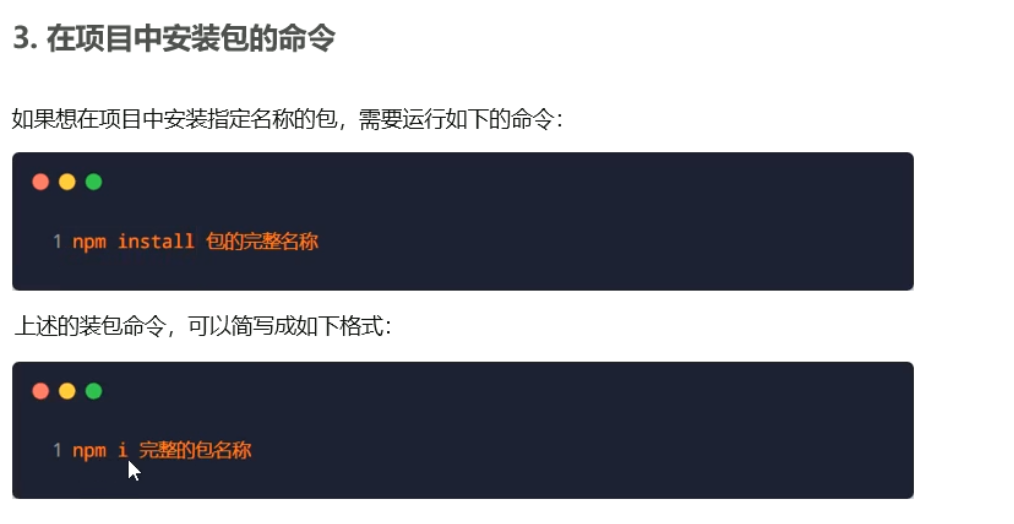 3. 在项目中安装包的命令
如果想在项目中安装指定名称的包，需要运行如下的命令：
1 npm install 包的完整名称
上述的装包命令，可以简写成如下格式：
1 npm i 完整的包名称